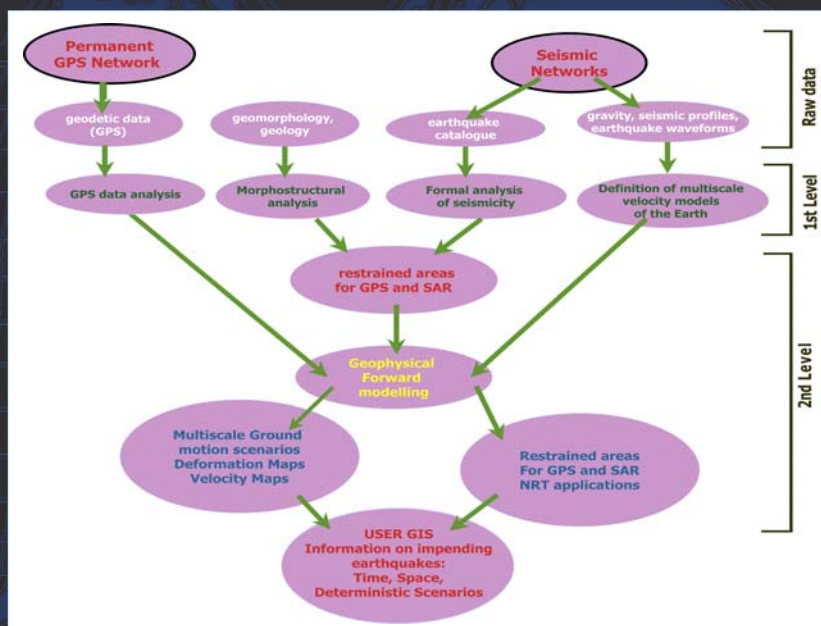 Permanent
GPS Network
Seismic
Networks
Raw data
geodetic data
(GPS)
geomorphology,
geology
earthquake
catalogue
gravity, seismic profiles,
earthquake waveforms
GPS data analysis
Morphostructural
analysis
Formal analysis
of seismicity
Definition of multiscale
velocity models
of the Earth
1st Level
restrained areas
for GPS and SAR
2nd Level
Geophysical
Forward
modelling
Multiscale Ground
motion scenarios
Deformation Maps
Velocity Maps
Restrained areas
For GPS and SAR
NRT applications
USER GIS
Information on impending
earthquakes:
Time, Space,
Deterministic Scenarios